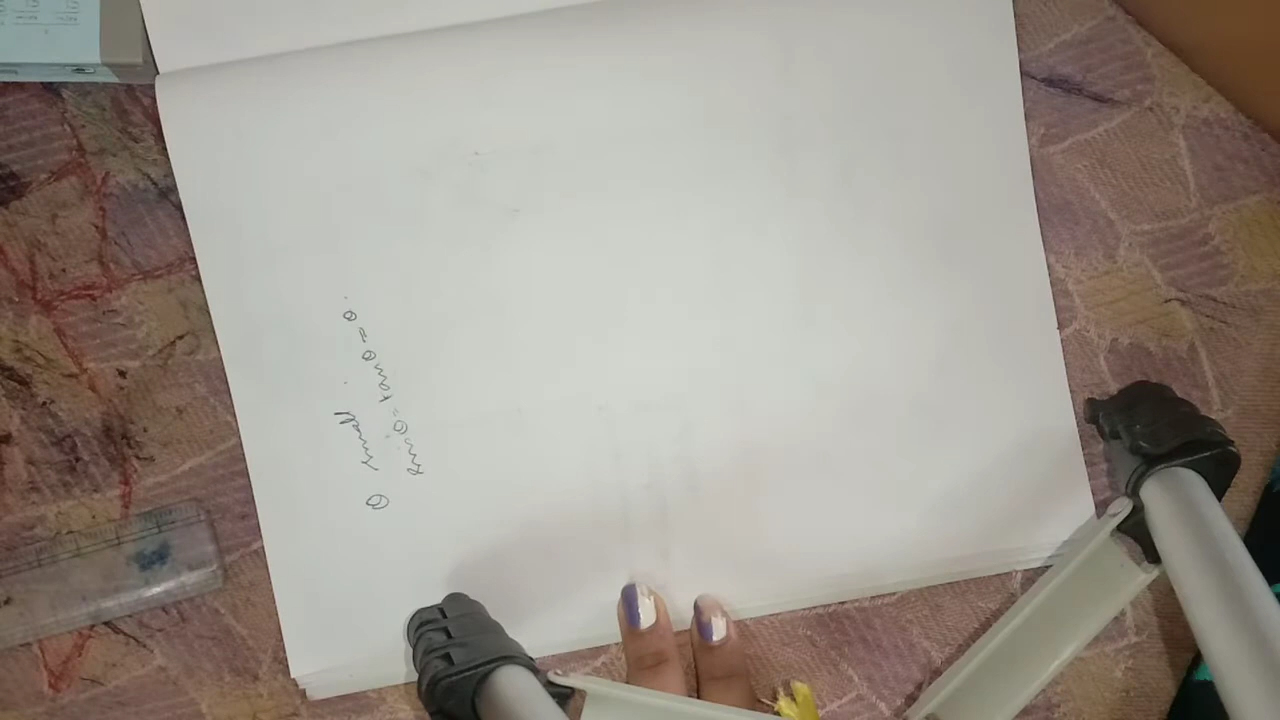 θ small
sinθ = tanθ = θ